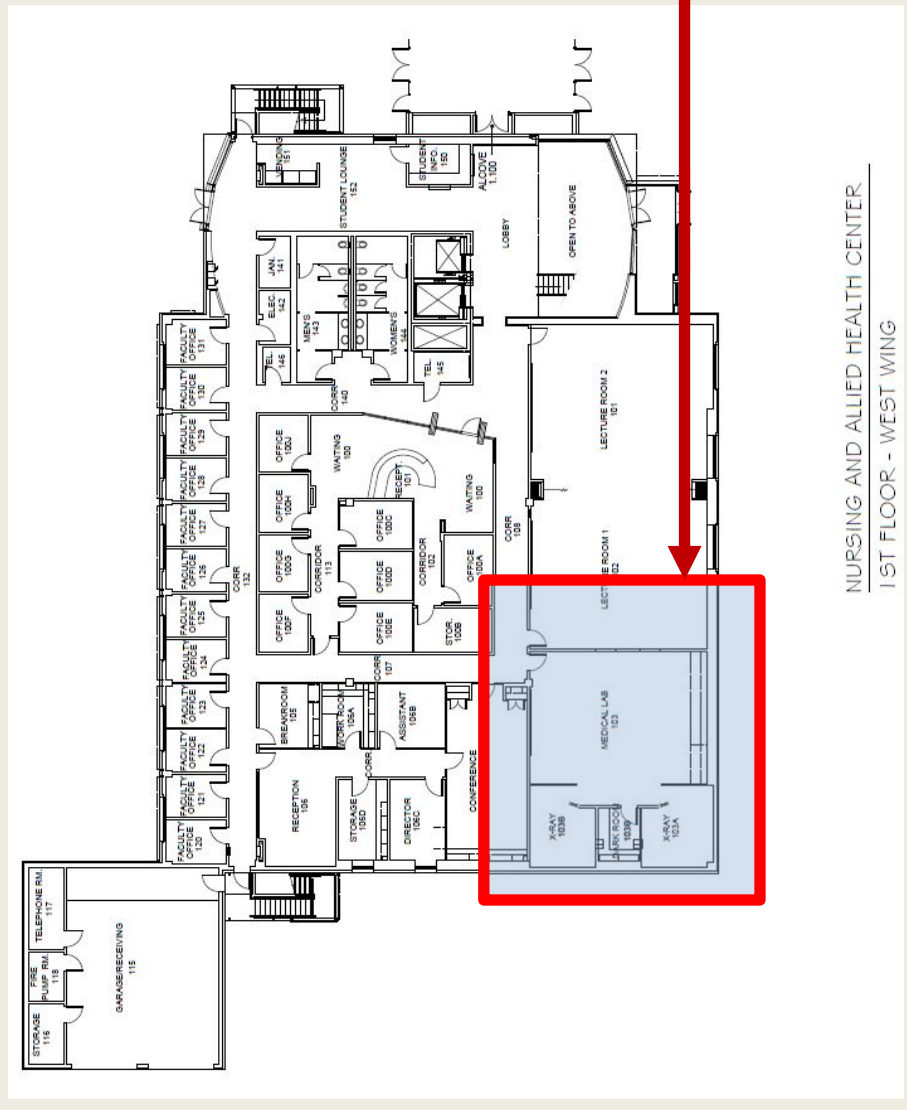 NURSING AND ALLIED HEALTH CENTER
1ST FLOOR - WEST WING
VENDING
151
STUDENT LOUNGE
152
STUDENT
INFO.
150
ALCOVE
1.100
LOBBY
OPEN TO ABOVE
JAN.
141
ELEC.
142
TEL.
146
MEN'S
143
WOMEN'S
144
TEL.
145
CORR
140
FACULTY
OFFICE
131
FACULTY
OFFICE
130
FACULTY
OFFICE
129
FACULTY
OFFICE
128
FACULTY
OFFICE
127
FACULTY
OFFICE
126
FACULTY
OFFICE
125
FACULTY
OFFICE
124
FACULTY
OFFICE
123
FACULTY
OFFICE
122
FACULTY
OFFICE
121
FACULTY
OFFICE
120
CORR
132
OFFICE
100J
OFFICE
100H
OFFICE
100G
OFFICE
100F
WAITING
100
RECEPT.
101
WAITING
100
CORRIDOR
113
OFFICE
100C
OFFICE
100D
OFFICE
100E
CORRIDOR
102
OFFICE
100A
STOR.
100B
CORR
108
CORR
107
LECTURE ROOM 2
101
LECTURE ROOM 1
102
BREAKROOM
105
WORK ROOM
106A
ASSISTANT
106B
CORR.
RECEPTION
106
STORAGE
106D
DIRECTOR
106C
CONFERENCE
MEDICAL LAB
103
X-RAY
103B
DARK ROOM
103B
X-RAY
103A
TELEPHONE RM.
117
FIRE
PUMP. RM.
118
STORAGE
116
GARAGE/RECEIVING
115